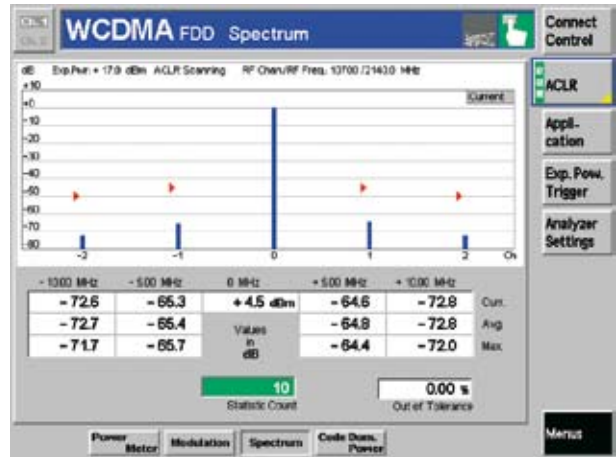 WCDMA FDD Spectrum
Connect Control
dB Exp.Pwr: + 17.0 dBm ACLR Scanning RF Chan./RF Freq.: 10700 /2143.0 MHz
+10
Current
ACLR
+0
-10
-20
-30
-40
-50
-60
-70
-80
-2 -1 0 1 2 Ch
Appli-
cation
Exp. Pow.
Trigger
Analyzer
Settings
- 10.00 MHz - 5.00 MHz 0 MHz + 5.00 MHz + 10.00 MHz
- 72.6 - 65.3 + 4.5 dBm - 64.6 - 72.8 Curr.
- 72.7 - 65.4 Values in dB - 64.8 - 72.8 Avg.
- 71.7 - 65.7 - 64.4 - 72.0 Max.
10 0.00 %
Statistic Count Out of Tolerance
Power Meter Modulation Spectrum Code Dom. Power
Menus